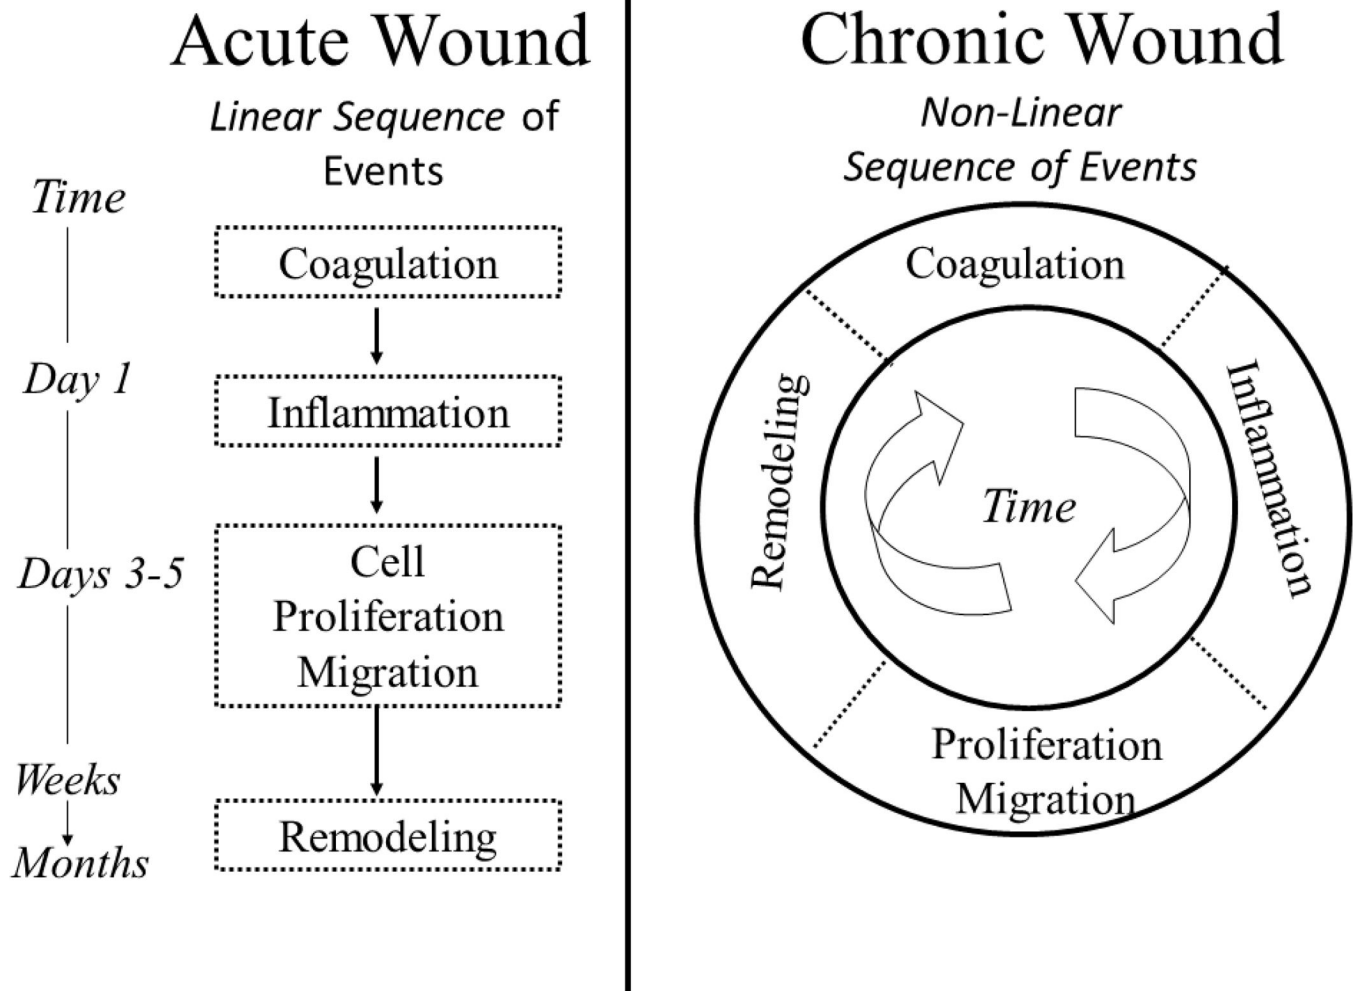 Acute Wound
Linear Sequence of
Events
Time
Day 1
Days 3-5
Weeks
Months
Coagulation
Inflammation
Cell
Proliferation
Migration
Remodeling
Chronic Wound
Non-Linear
Sequence of Events
Coagulation
Inflammation
Proliferation
Migration
Remodeling
Time